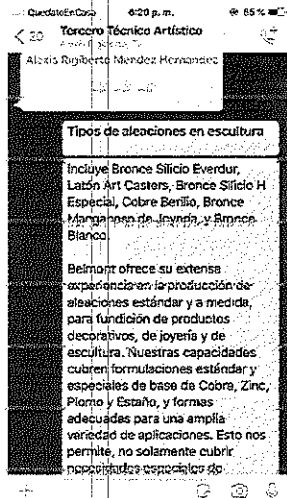 QuedateEnCasa 6:20 p. m. 85 %
20 Tercero Técnico Artístico
Alexis Rigiberto Mendez Hernandez
Tipos de aleaciones en escultura
Incluye Bronce Silicio Everdur,
Latón Art Casters, Bronce Silicio H
Especial, Cobre Berilio, Bronce
Manganeso de Joyería, y Bronce
Blanco.
Belmont ofrece su extensa
experiencia en la producción de
aleaciones estándar y a medida,
para fundición de productos
decorativos, de joyería y de
escultura. Nuestras capacidades
cubren formulaciones estándar y
especiales de base de Cobre, Zinc,
Plomo y Estaño, y formas
adecuadas para una amplia
variedad de aplicaciones. Esto nos
permite, no solamente cubrir
necesidades especiales de